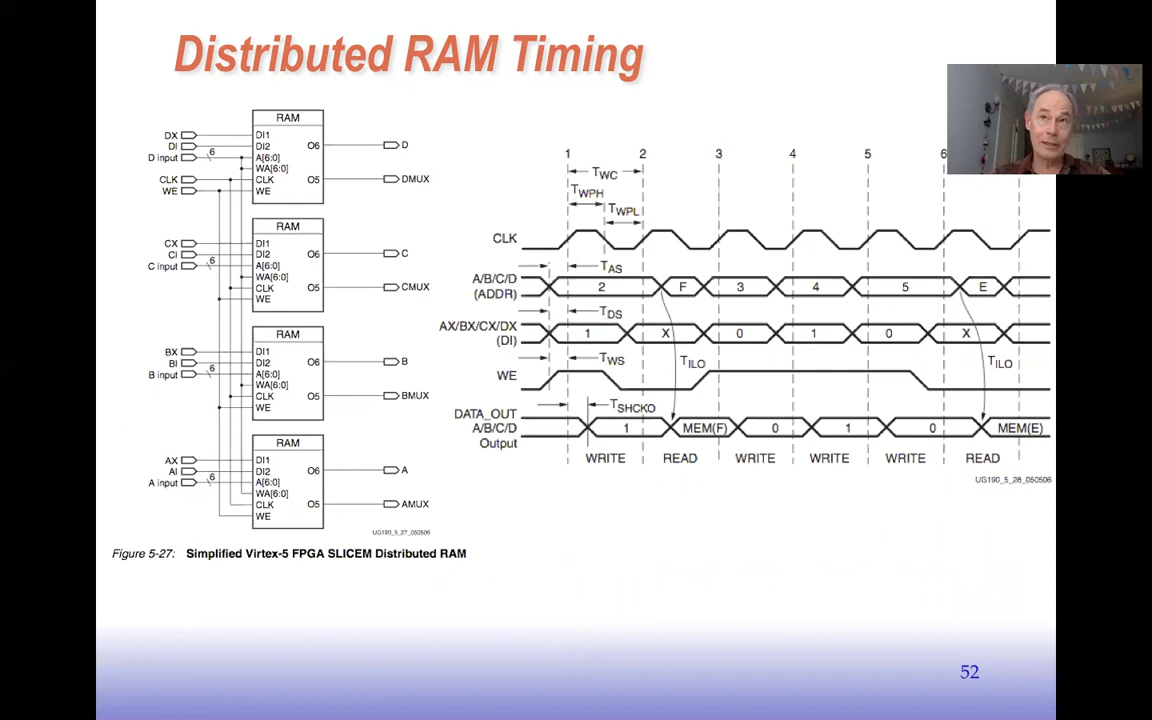 Distributed RAM Timing
RAM
DX DI1
DI DI2 O6 D
D input 6 A[6:0]
WA[6:0]
CLK CLK O5 DMUX
WE WE
RAM
CX DI1
CI DI2 O6 C
C input 6 A[6:0]
WA[6:0]
CLK O5 CMUX
WE
RAM
BX DI1
BI DI2 O6 B
B input 6 A[6:0]
WA[6:0]
CLK O5 BMUX
WE
RAM
AX DI1
AI DI2 O6 A
A input 6 A[6:0]
WA[6:0]
CLK O5 AMUX
WE
UG190_5_27_050506
Figure 5-27: Simplified Virtex-5 FPGA SLICEM Distributed RAM
1 2 3 4 5 6
TWC
TWPH
TWPL
CLK
TAS
A/B/C/D
(ADDR)
2 F 3 4 5 E
TDS
AX/BX/CX/DX
(DI)
1 X 0 1 0 X
TWS TILO TILO
WE
TSHCKO
DATA_OUT
A/B/C/D
Output
1 MEM(F) 0 1 0 MEM(E)
WRITE READ WRITE WRITE WRITE READ
UG190_5_28_050506
52